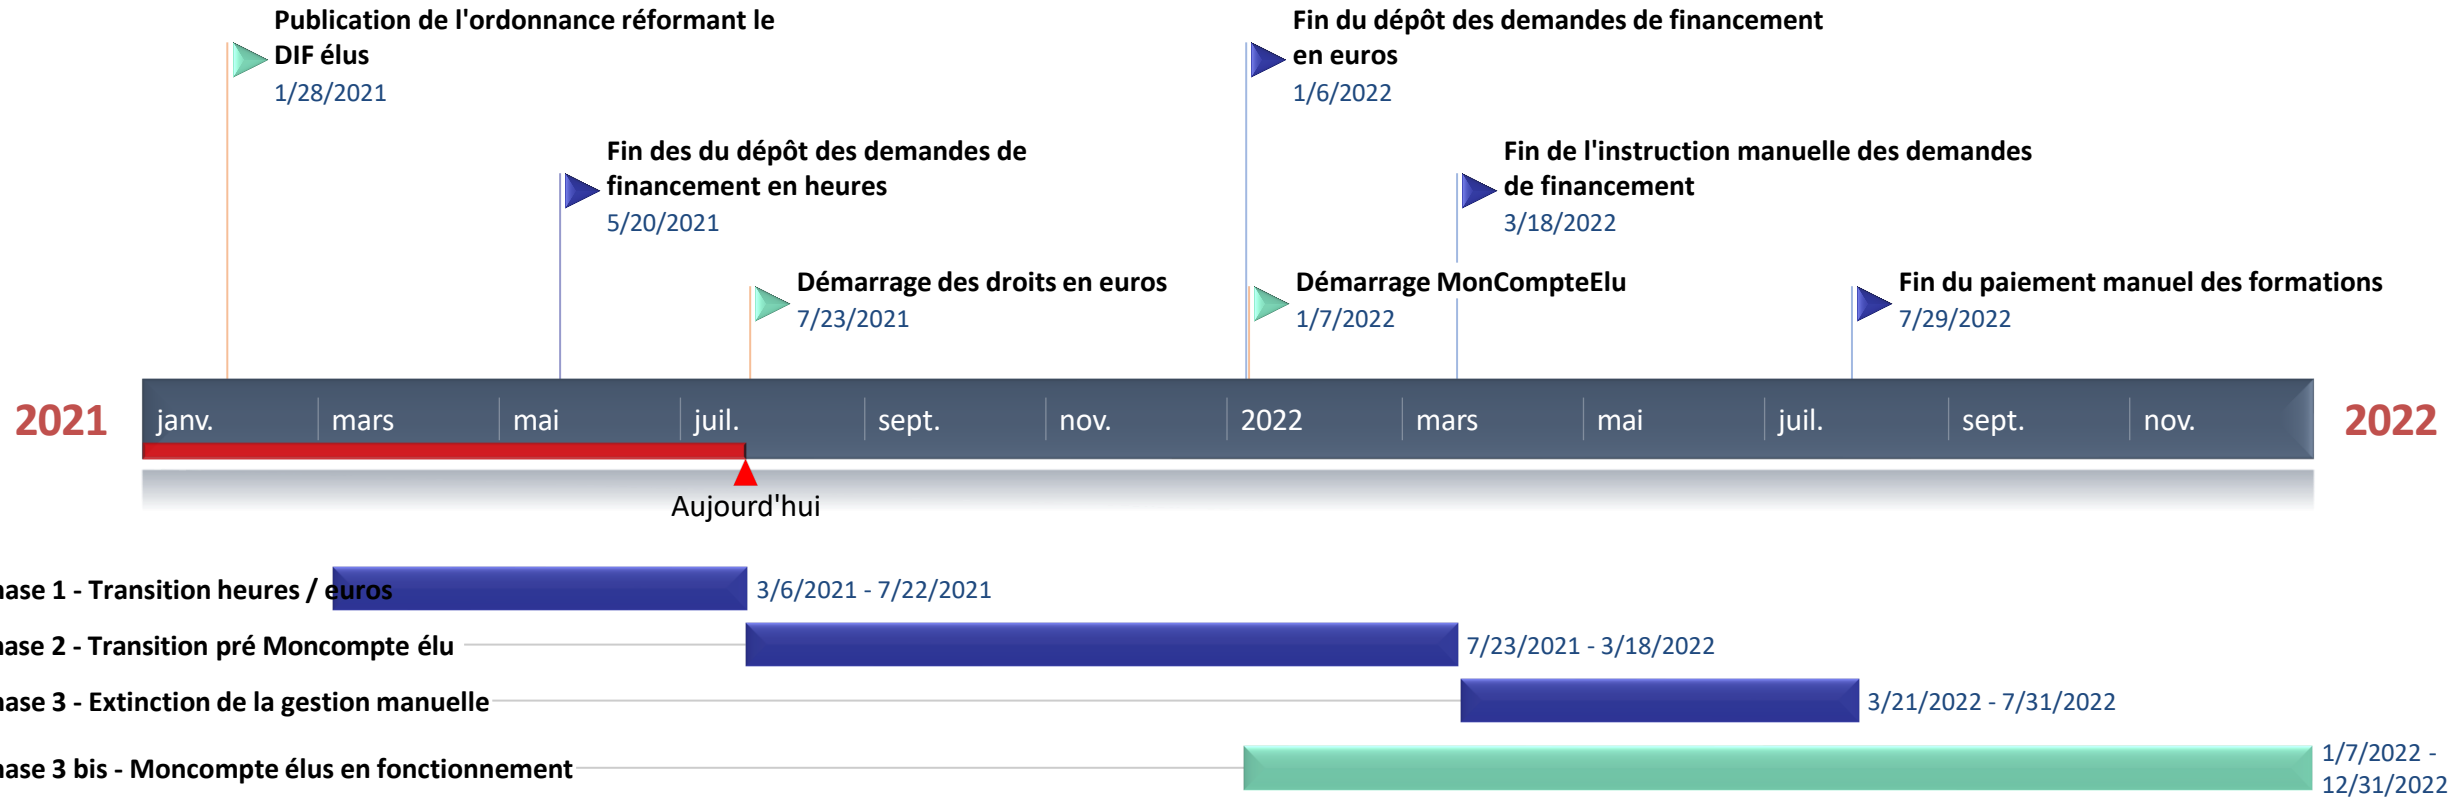 Publication de l'ordonnance réformant le
DIF élus
1/28/2021
Fin du dépôt des demandes de financement
en euros
1/6/2022
Fin des du dépôt des demandes de
financement en heures
5/20/2021
Fin de l'instruction manuelle des demandes
de financement
3/18/2022
Démarrage des droits en euros
7/23/2021
Démarrage MonCompteElu
1/7/2022
Fin du paiement manuel des formations
7/29/2022
2021 janv. mars mai juil. sept. nov. 2022 mars mai juil. sept. nov. 2022
Aujourd'hui
hase 1 - Transition heures / euros 3/6/2021 - 7/22/2021
hase 2 - Transition pré Moncompte élu 7/23/2021 - 3/18/2022
hase 3 - Extinction de la gestion manuelle 3/21/2022 - 7/31/2022
hase 3 bis - Moncompte élus en fonctionnement 1/7/2022 -
12/31/2022